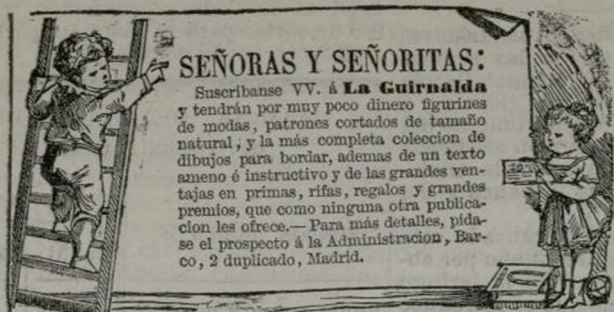 SEÑORAS Y SEÑORITAS:
Suscríbanse VV. á La Guirnalda
y tendrán por muy poco dinero figurines
de modas, patrones cortados de tamaño
natural, y la más completa coleccion de
dibujos para bordar, ademas de un texto
ameno é instructivo y de las grandes ven-
tajas en primas, rifas, regalos y grandes
premios, que como ninguna otra publica-
cion les ofrece.—Para más detalles, pída-
se el prospecto á la Administracion, Bar-
co, 2 duplicado, Madrid.